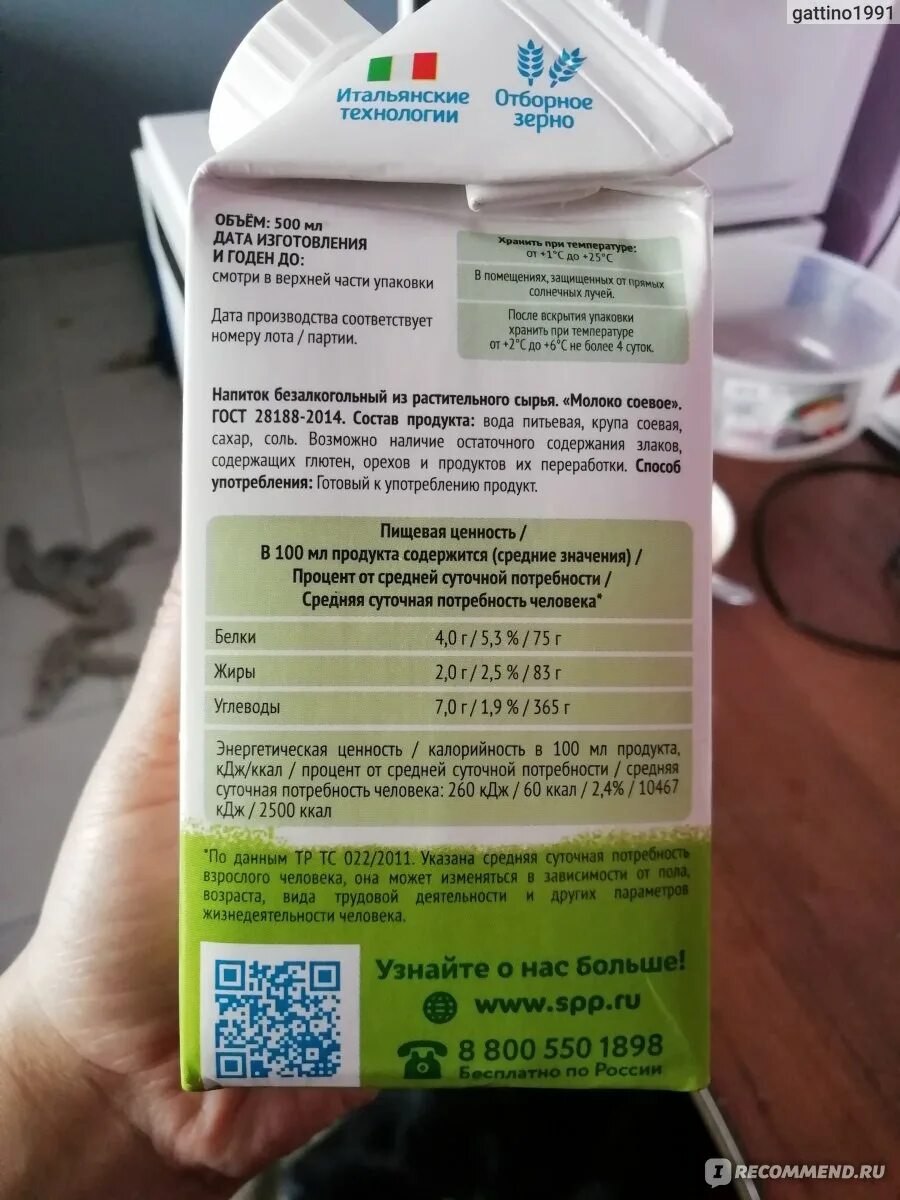 gattino1991
Итальянские
технологии
Отборное
зерно
ОБЪЁМ: 500 мл
ДАТА ИЗГОТОВЛЕНИЯ
И ГОДЕН ДО:
смотри в верхней части упаковки
Дата производства соответствует
номеру лота / партии.
Хранить при температуре:
от +1°C до +25°C
В помещениях, защищенных от прямых
солнечных лучей.
После вскрытия упаковки
хранить при температуре
от +2°C до +6°C не более 4 суток.
Напиток безалкогольный из растительного сырья. «Молоко соевое».
ГОСТ 28188-2014. Состав продукта: вода питьевая, крупа соевая,
сахар, соль. Возможно наличие остаточного содержания злаков,
содержащих глютен, орехов и продуктов их переработки. Способ
употребления: Готовый к употреблению продукт.
Пищевая ценность /
В 100 мл продукта содержится (средние значения) /
Процент от средней суточной потребности /
Средняя суточная потребность человека*
Белки 4,0 г / 5,3 % / 75 г
Жиры 2,0 г / 2,5 % / 83 г
Углеводы 7,0 г / 1,9 % / 365 г
Энергетическая ценность / калорийность в 100 мл продукта,
кДж/ккал / процент от средней суточной потребности / средняя
суточная потребность человека: 260 кДж / 60 ккал / 2,4% / 10467
кДж / 2500 ккал
*По данным ТР ТС 022/2011. Указана средняя суточная потребность
взрослого человека, она может изменяться в зависимости от пола,
возраста, вида трудовой деятельности и других параметров
жизнедеятельности человека.
Узнайте о нас больше!
www.spp.ru
8 800 550 1898
Бесплатно по России
I RECOMMEND.RU